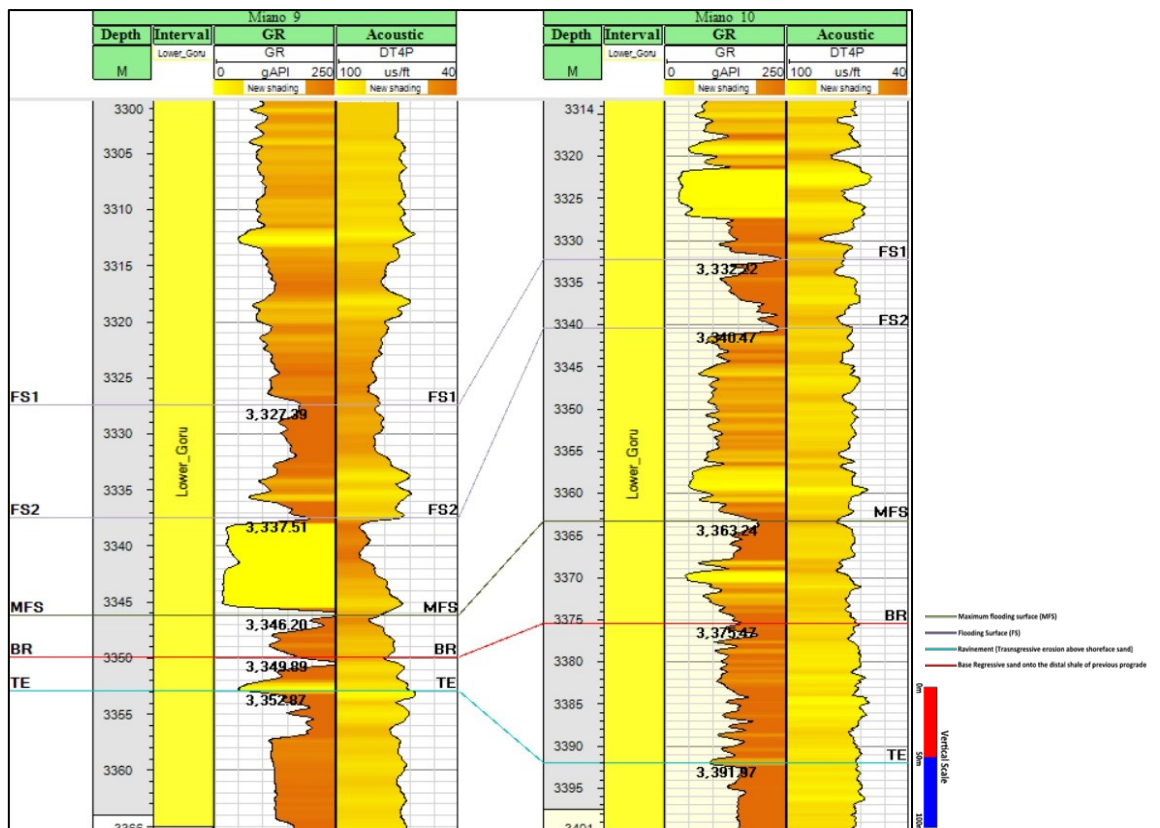 Miano 9
Depth Interval GR Acoustic
Lower_Goru GR DT4P
M 0 gAPI 250 100 us/ft 40
New shading New shading
3300
3305
3310
3315
3320
3325
FS1 FS1
3,327.39
3330
Lower_Goru
3335
FS2 FS2
3,337.51
3340
3345
MFS MFS
3,346.20
BR 3350 BR
3,349.89
TE TE
3,352.87
3355
3360
Miano 10
Depth Interval GR Acoustic
Lower_Goru GR DT4P
M 0 gAPI 250 100 us/ft 40
New shading New shading
3314
3320
3325
3330
FS1
3,332.22
3335
FS2
3340
3,340.47
3345
3350
Lower_Goru
3355
3360
MFS
3,363.24
3365
3370
BR
3375
3,375.47
3380
3385
3390
TE
3,391.97
3395
Maximum flooding surface (MFS)
Flooding Surface (FS)
Ravinement (Trasnsgressive erosion above shoreface sand)
Base Regressive sand onto the distal shale of previous prograde
0m
50m
Vertical Scale